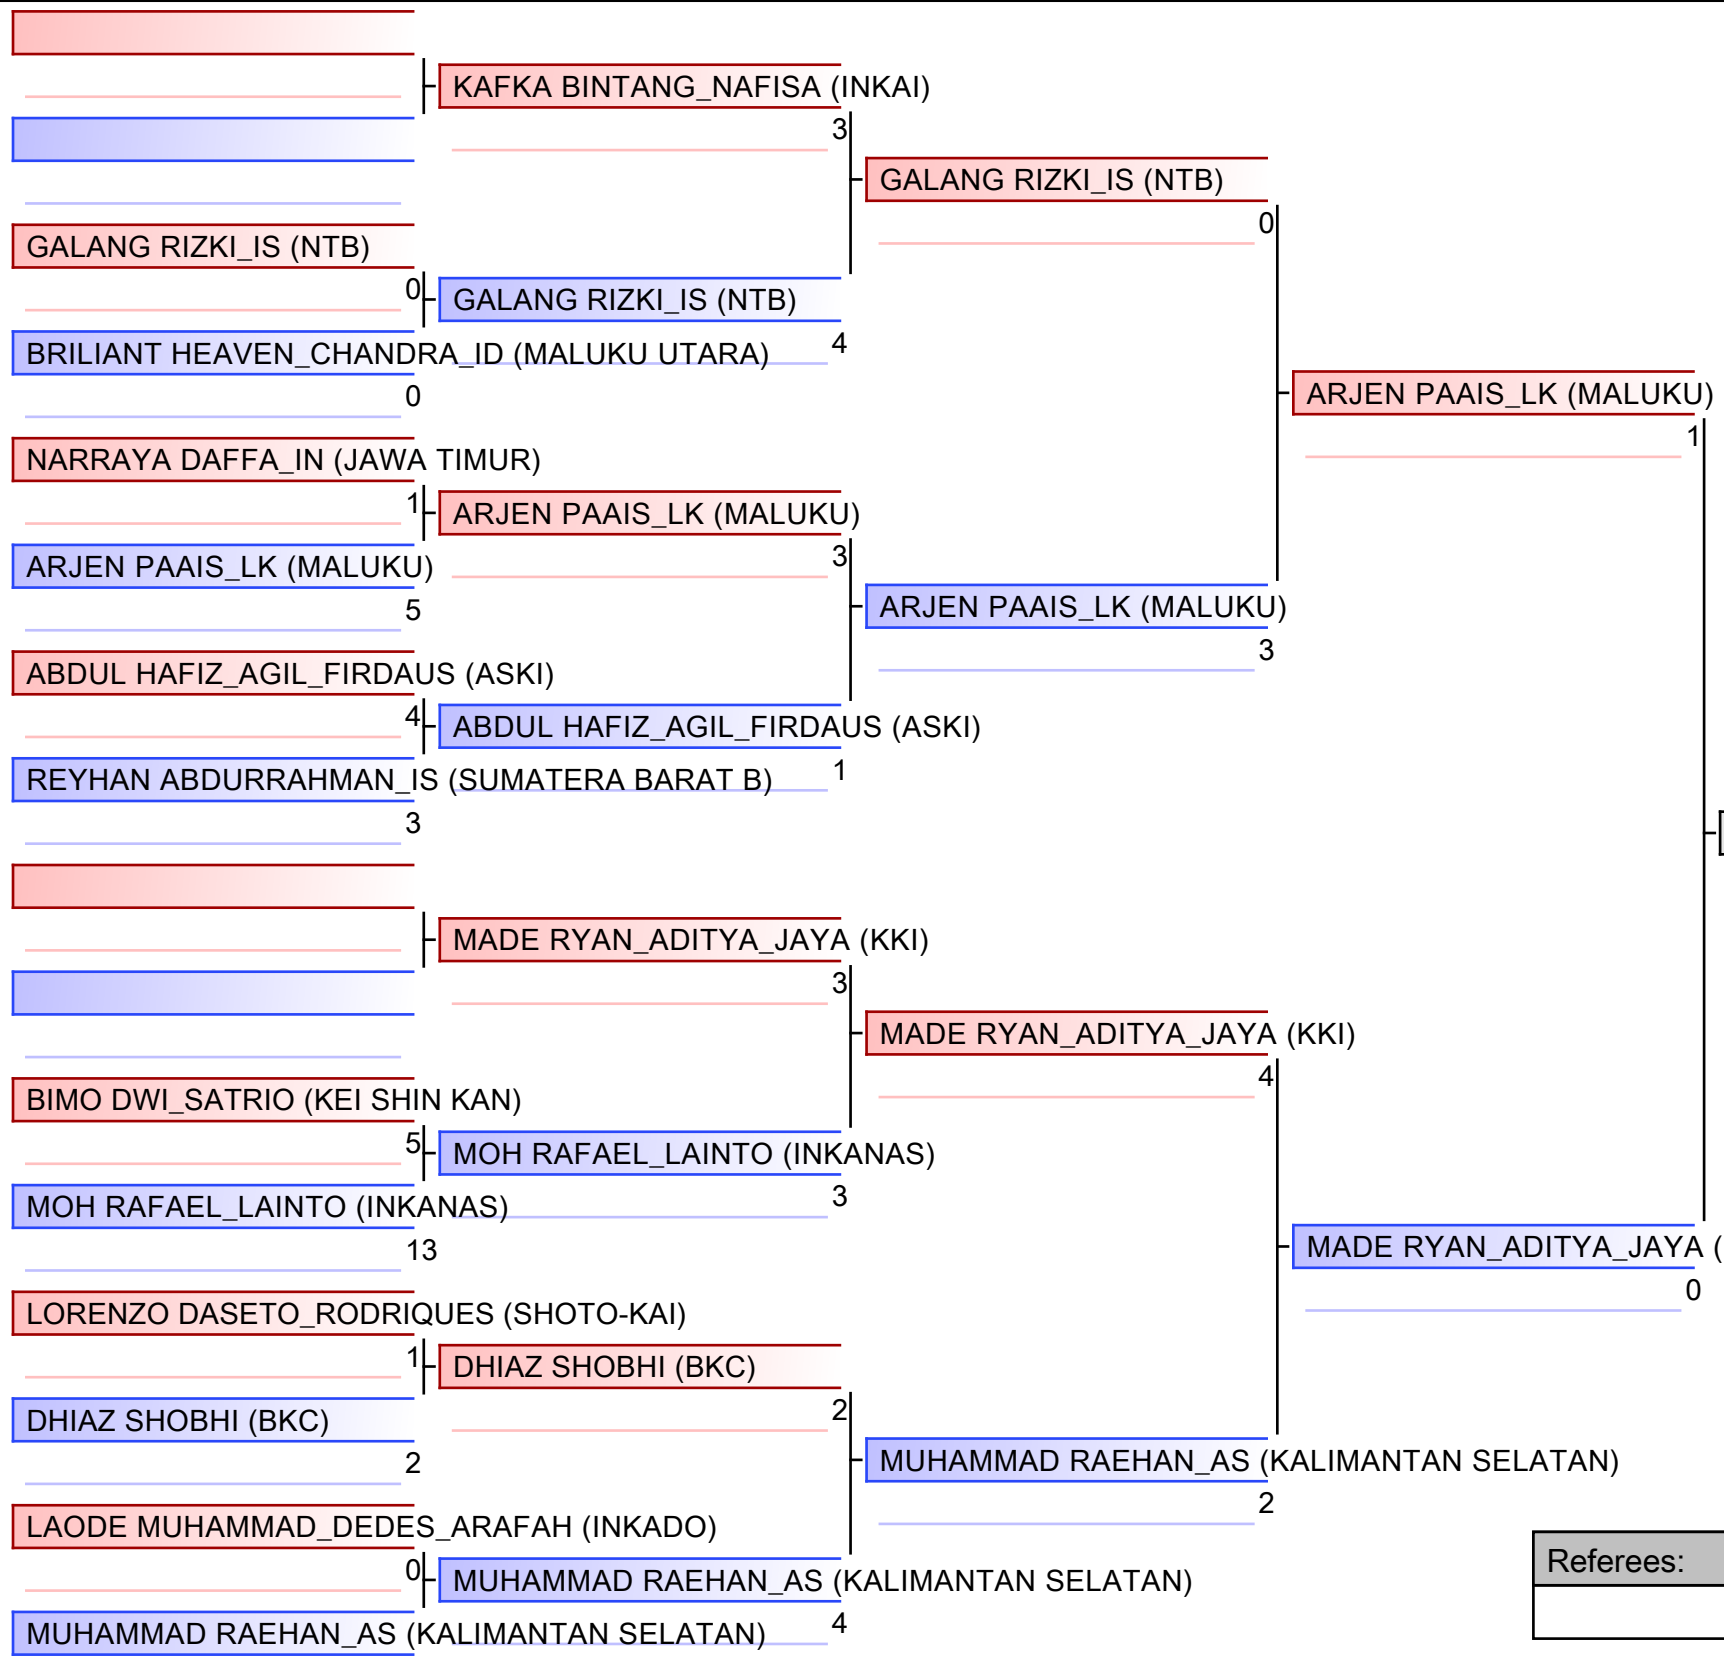 KAFKA BINTANG_NAFISA (INKAI)
3
GALANG RIZKI_IS (NTB)
0
GALANG RIZKI_IS (NTB)
0
GALANG RIZKI_IS (NTB)
4
BRILIANT HEAVEN_CHANDRA_ID (MALUKU UTARA)
0
ARJEN PAAIS_LK (MALUKU)
1
NARRAYA DAFFA_IN (JAWA TIMUR)
1
ARJEN PAAIS_LK (MALUKU)
3
ARJEN PAAIS_LK (MALUKU)
5
ARJEN PAAIS_LK (MALUKU)
3
ABDUL HAFIZ_AGIL_FIRDAUS (ASKI)
4
ABDUL HAFIZ_AGIL_FIRDAUS (ASKI)
1
REYHAN ABDURRAHMAN_IS (SUMATERA BARAT B)
3
MADE RYAN_ADITYA_JAYA (KKI)
3
MADE RYAN_ADITYA_JAYA (KKI)
4
BIMO DWI_SATRIO (KEI SHIN KAN)
5
MOH RAFAEL_LAINTO (INKANAS)
3
MOH RAFAEL_LAINTO (INKANAS)
13
MADE RYAN_ADITYA_JAYA (
0
LORENZO DASETO_RODRIQUES (SHOTO-KAI)
1
DHIAZ SHOBHI (BKC)
2
DHIAZ SHOBHI (BKC)
2
MUHAMMAD RAEHAN_AS (KALIMANTAN SELATAN)
2
LAODE MUHAMMAD_DEDES_ARAFAH (INKADO)
0
MUHAMMAD RAEHAN_AS (KALIMANTAN SELATAN)
4
MUHAMMAD RAEHAN_AS (KALIMANTAN SELATAN)
Referees: